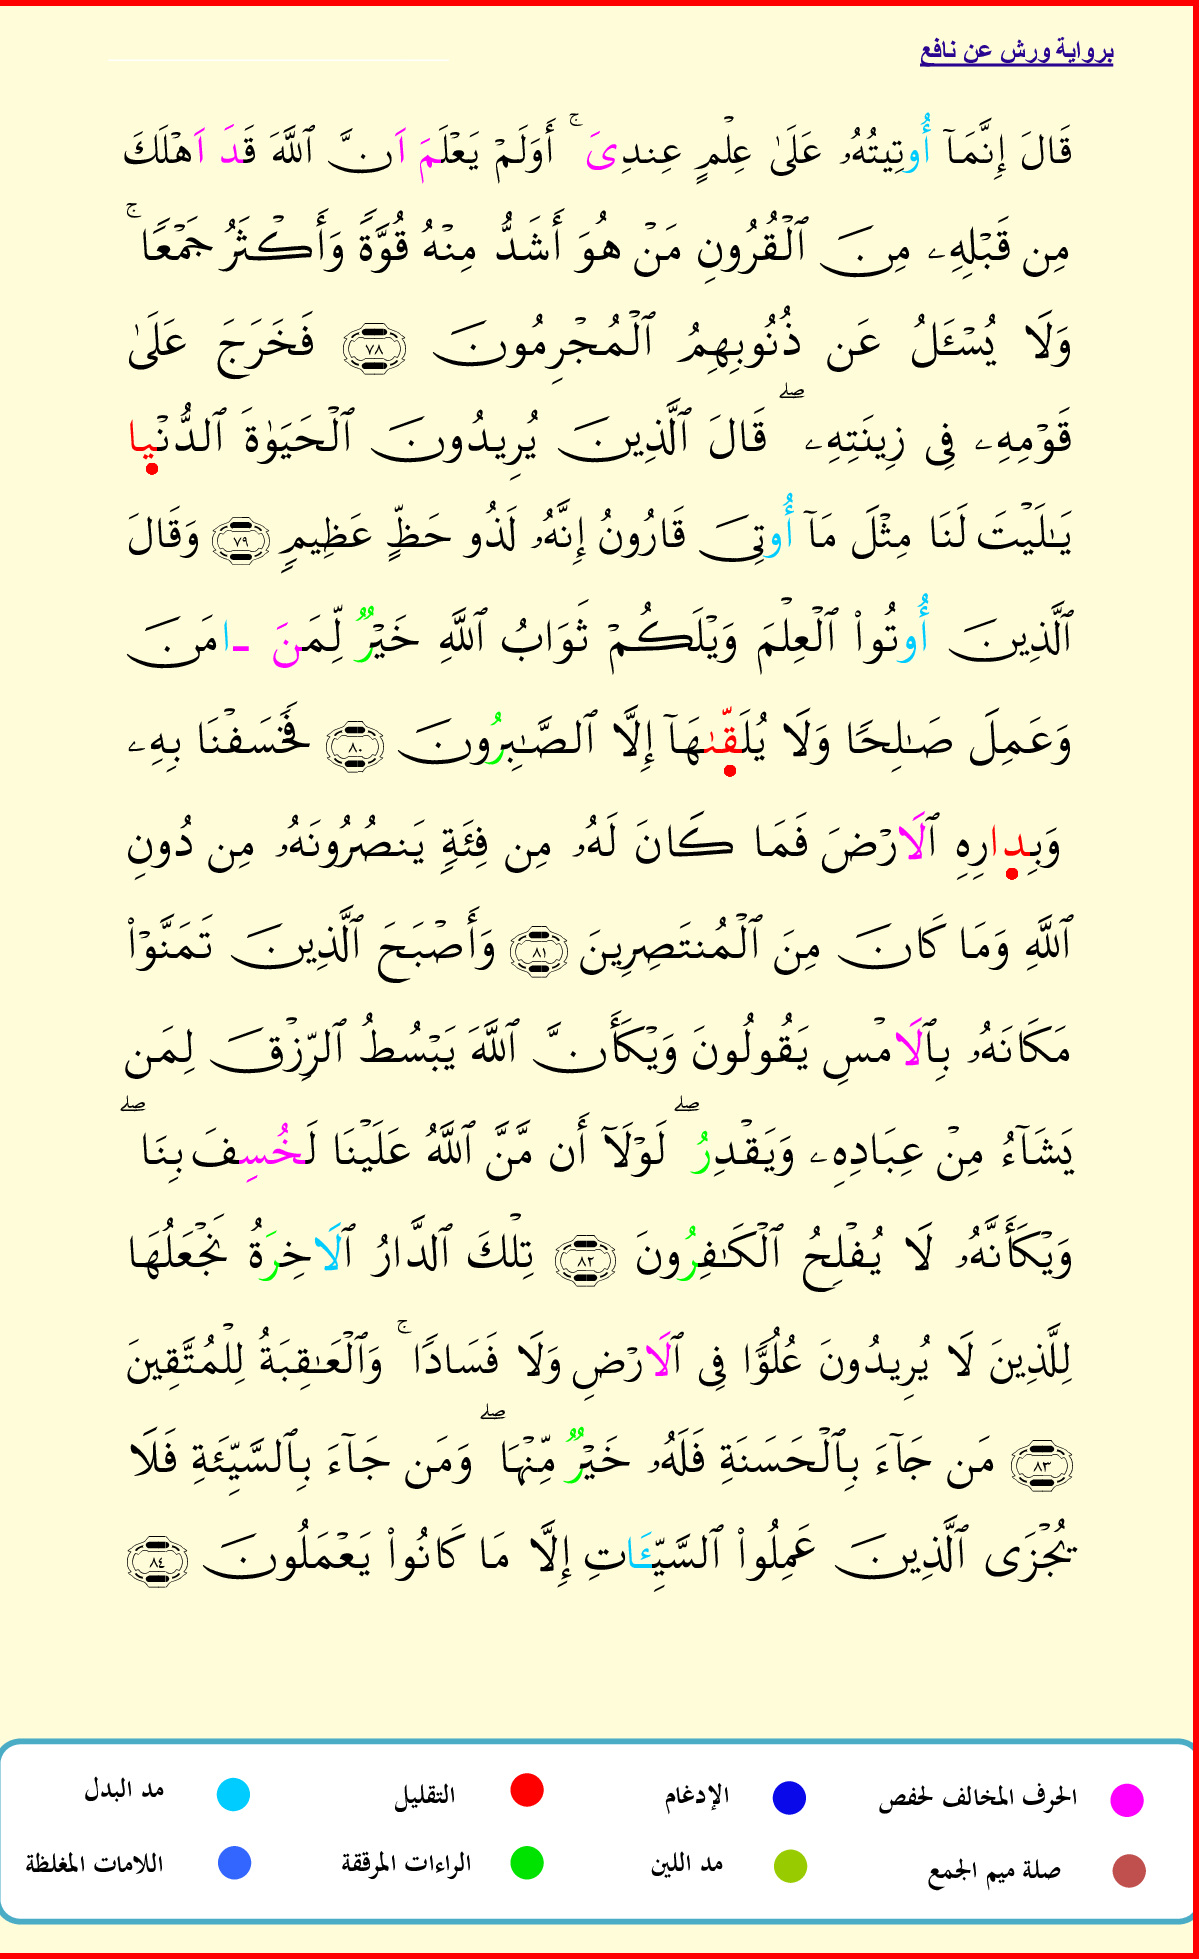 برواية ورش عن نافع
قَالَ إِنَّمَآ أُوتِيتُهُۥ عَلَىٰ عِلْمٍ عِندِىَ ۚ أَوَلَمْ يَعْلَمَ اَنَّ ٱللَّهَ قَدَ اَهْلَكَ
مِن قَبْلِهِۦ مِنَ ٱلْقُرُونِ مَنْ هُوَ أَشَدُّ مِنْهُ قُوَّةً وَأَكْثَرُ جَمْعًا ۚ
وَلَا يُسْـَٔلُ عَن ذُنُوبِهِمُ ٱلْمُجْرِمُونَ ٧٨ فَخَرَجَ عَلَىٰ
قَوْمِهِۦ فِى زِينَتِهِۦ ۖ قَالَ ٱلَّذِينَ يُرِيدُونَ ٱلْحَيَوٰةَ ٱلدُّنْيا
يَـٰلَيْتَ لَنَا مِثْلَ مَآ أُوتِىَ قَارُونُ إِنَّهُۥ لَذُو حَظٍّ عَظِيمٍ ٧٩ وَقَالَ
ٱلَّذِينَ أُوتُوا۟ ٱلْعِلْمَ وَيْلَكُمْ ثَوَابُ ٱللَّهِ خَيْرٌ لِّمَنَ ـامَنَ
وَعَمِلَ صَـٰلِحًا وَلَا يُلَقّىٰهَآ إِلَّا ٱلصَّـٰبِرُونَ ٨٠ فَخَسَفْنَا بِهِۦ
وَبِدارِهِ ٱلَارْضَ فَمَا كَانَ لَهُۥ مِن فِئَةٍ يَنصُرُونَهُۥ مِن دُونِ
ٱللَّهِ وَمَا كَانَ مِنَ ٱلْمُنتَصِرِينَ ٨١ وَأَصْبَحَ ٱلَّذِينَ تَمَنَّوْا۟
مَكَانَهُۥ بِٱلَامْسِ يَقُولُونَ وَيْكَأَنَّ ٱللَّهَ يَبْسُطُ ٱلرِّزْقَ لِمَن
يَشَآءُ مِنْ عِبَادِهِۦ وَيَقْدِرُ ۖ لَوْلَآ أَن مَّنَّ ٱللَّهُ عَلَيْنَا لَخُسِفَ بِنَا ۖ
وَيْكَأَنَّهُۥ لَا يُفْلِحُ ٱلْكَـٰفِرُونَ ٨٢ تِلْكَ ٱلدَّارُ ٱلَاخِرَةُ نَجْعَلُهَا
لِلَّذِينَ لَا يُرِيدُونَ عُلُوًّا فِى ٱلَارْضِ وَلَا فَسَادًا ۚ وَٱلْعَـٰقِبَةُ لِلْمُتَّقِينَ
٨٣ مَن جَآءَ بِٱلْحَسَنَةِ فَلَهُۥ خَيْرٌ مِّنْهَا ۖ وَمَن جَآءَ بِٱلسَّيِّئَةِ فَلَا
يُجْزَى ٱلَّذِينَ عَمِلُوا۟ ٱلسَّيِّـَٔاتِ إِلَّا مَا كَانُوا۟ يَعْمَلُونَ ٨٤
الحرف المخالف لحفص الإدغام التقليل مد البدل
صلة ميم الجمع مد اللين الراءات المرققة اللامات المغلظة